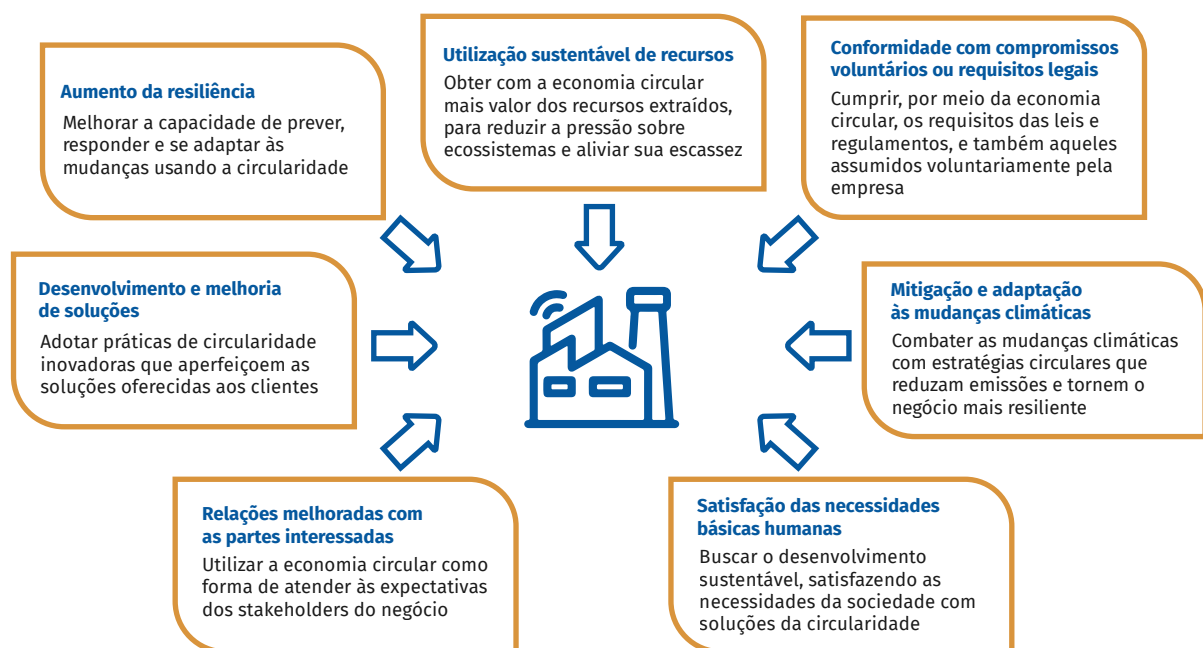 Aumento da resiliência
Melhorar a capacidade de prever,
responder e se adaptar às
mudanças usando a circularidade
Utilização sustentável de recursos
Obter com a economia circular
mais valor dos recursos extraídos,
para reduzir a pressão sobre
ecossistemas e aliviar sua escassez
Conformidade com compromissos
voluntários ou requisitos legais
Cumprir, por meio da economia
circular, os requisitos das leis e
regulamentos, e também aqueles
assumidos voluntariamente pela
empresa
Desenvolvimento e melhoria
de soluções
Adotar práticas de circularidade
inovadoras que aperfeiçoem as
soluções oferecidas aos clientes
Mitigação e adaptação
às mudanças climáticas
Combater as mudanças climáticas
com estratégias circulares que
reduzam emissões e tornem o
negócio mais resiliente
Relações melhoradas com
as partes interessadas
Utilizar a economia circular como
forma de atender às expectativas
dos stakeholders do negócio
Satisfação das necessidades
básicas humanas
Buscar o desenvolvimento
sustentável, satisfazendo as
necessidades da sociedade com
soluções da circularidade